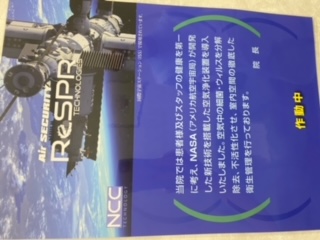 AIR SECURITY
ReSPR
TECHNOLOGIES
NCC
当院では患者様及びスタッフの健康を第一
に考え、NASA（アメリカ航空宇宙局）が開発
した新技術を搭載した空気浄化装置を導入
いたしました。空気中の細菌・ウィルスを分解
除去、不活性化させ、室内空間の徹底した
衛生管理を行っております。
院 長
作動中